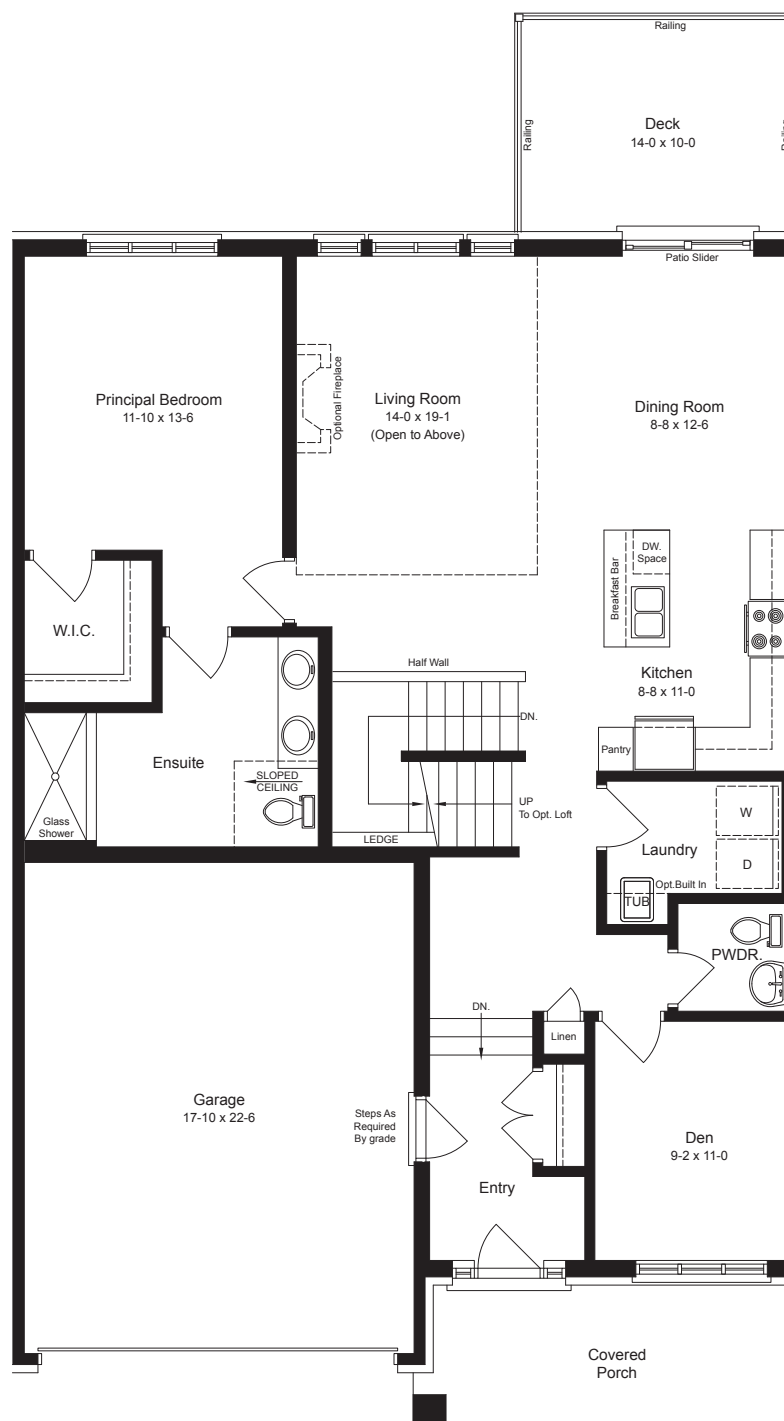 Railing
Railing
Deck
14-0 x 10-0
Patio Slider
Principal Bedroom
11-10 x 13-6
Optional Fireplace
Living Room
14-0 x 19-1
(Open to Above)
Dining Room
8-8 x 12-6
Breakfast Bar
DW.
Space
W.I.C.
Half Wall
Kitchen
8-8 x 11-0
DN.
Pantry
Ensuite
SLOPED
CEILING
Glass
Shower
UP
To Opt. Loft
LEDGE
W
Laundry
D
Opt.Built In
TUB
PWDR.
DN.
Linen
Garage
17-10 x 22-6
Steps As
Required
By grade
Den
9-2 x 11-0
Entry
Covered
Porch